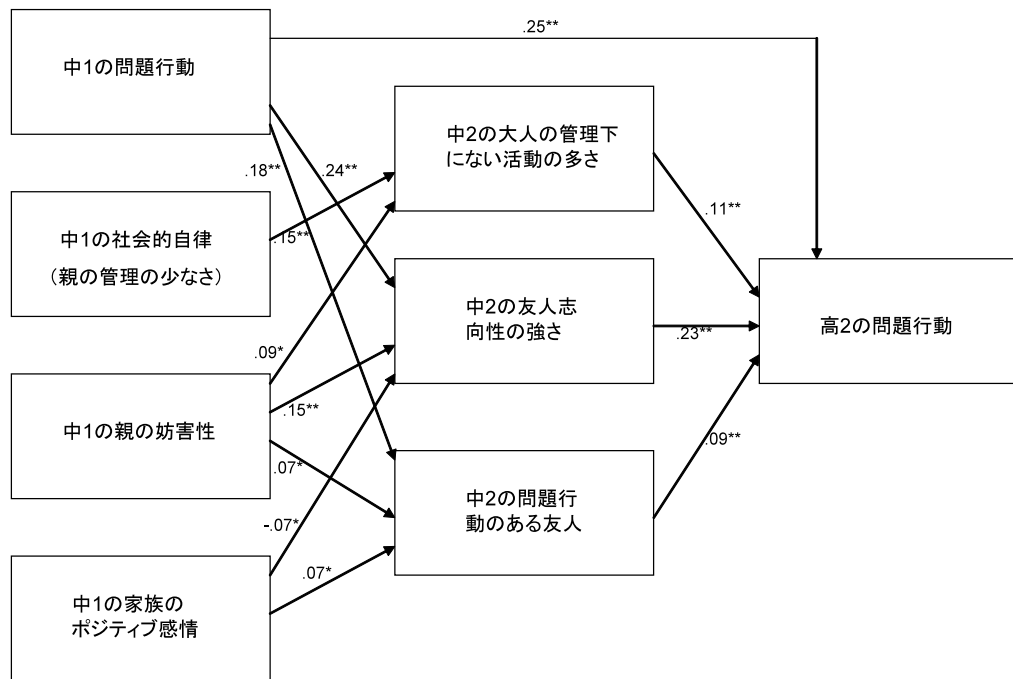 .25**
中1の問題行動
中2の大人の管理下
にない活動の多さ
.18**
.24**
.11**
中1の社会的自律
（親の管理の少なさ）
.15**
中2の友人志
向性の強さ
高2の問題行動
.23**
.09*
中1の親の妨害性
.15**
.09**
.07*
中2の問題行
動のある友人
-.07*
.07*
中1の家族の
ポジティブ感情